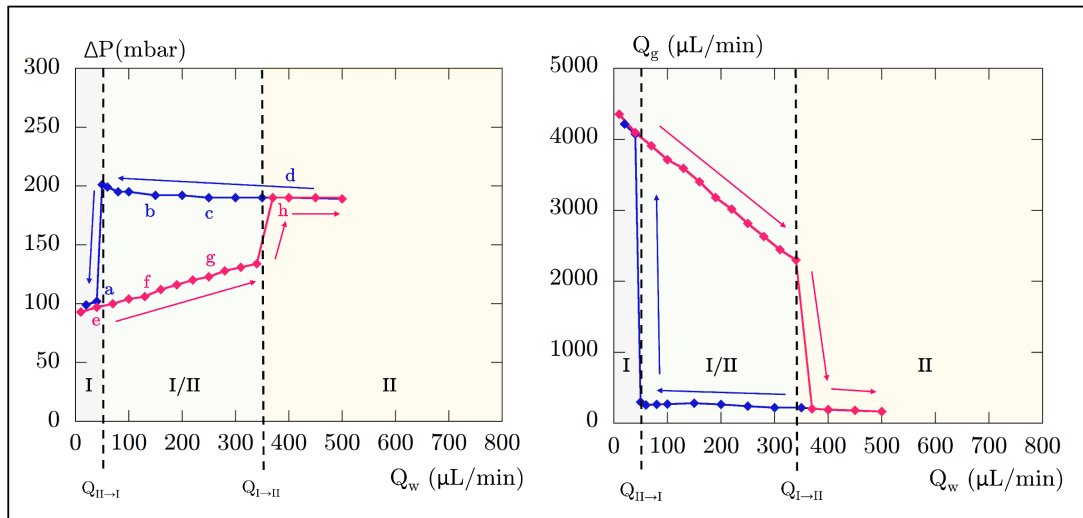 ΔP(mbar)
300
250
200
150
100
50
0
d
b
c
h
a
g
f
e
I
I/II
II
0 100 200 300 400 500 600 700 800
Q_II→I
Q_I→II
Q_w (μL/min)
Q_g (μL/min)
5000
4000
3000
2000
1000
0
I
I/II
II
0 100 200 300 400 500 600 700 800
Q_II→I
Q_I→II
Q_w (μL/min)